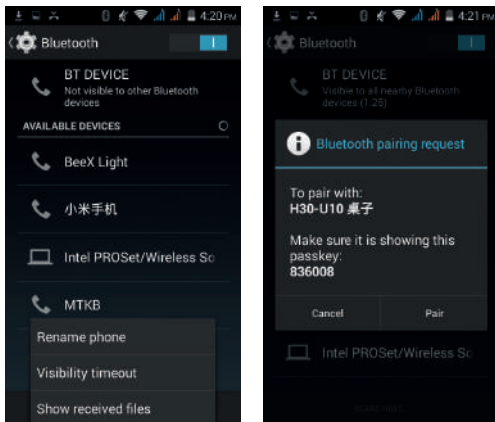 4:20 PM
Bluetooth
BT DEVICE
Not visible to other Bluetooth
devices
AVAILABLE DEVICES
BeeX Light
小米手机
Intel PROSet/Wireless So
MTKB
Rename phone
Visibility timeout
Show received files
4:21 PM
Bluetooth
BT DEVICE
Visible to all nearby Bluetooth
devices (1:25)
Bluetooth pairing request
To pair with:
H30-U10 桌子
Make sure it is showing this
passkey:
836008
Cancel
Pair
Intel PROSet/Wireless So